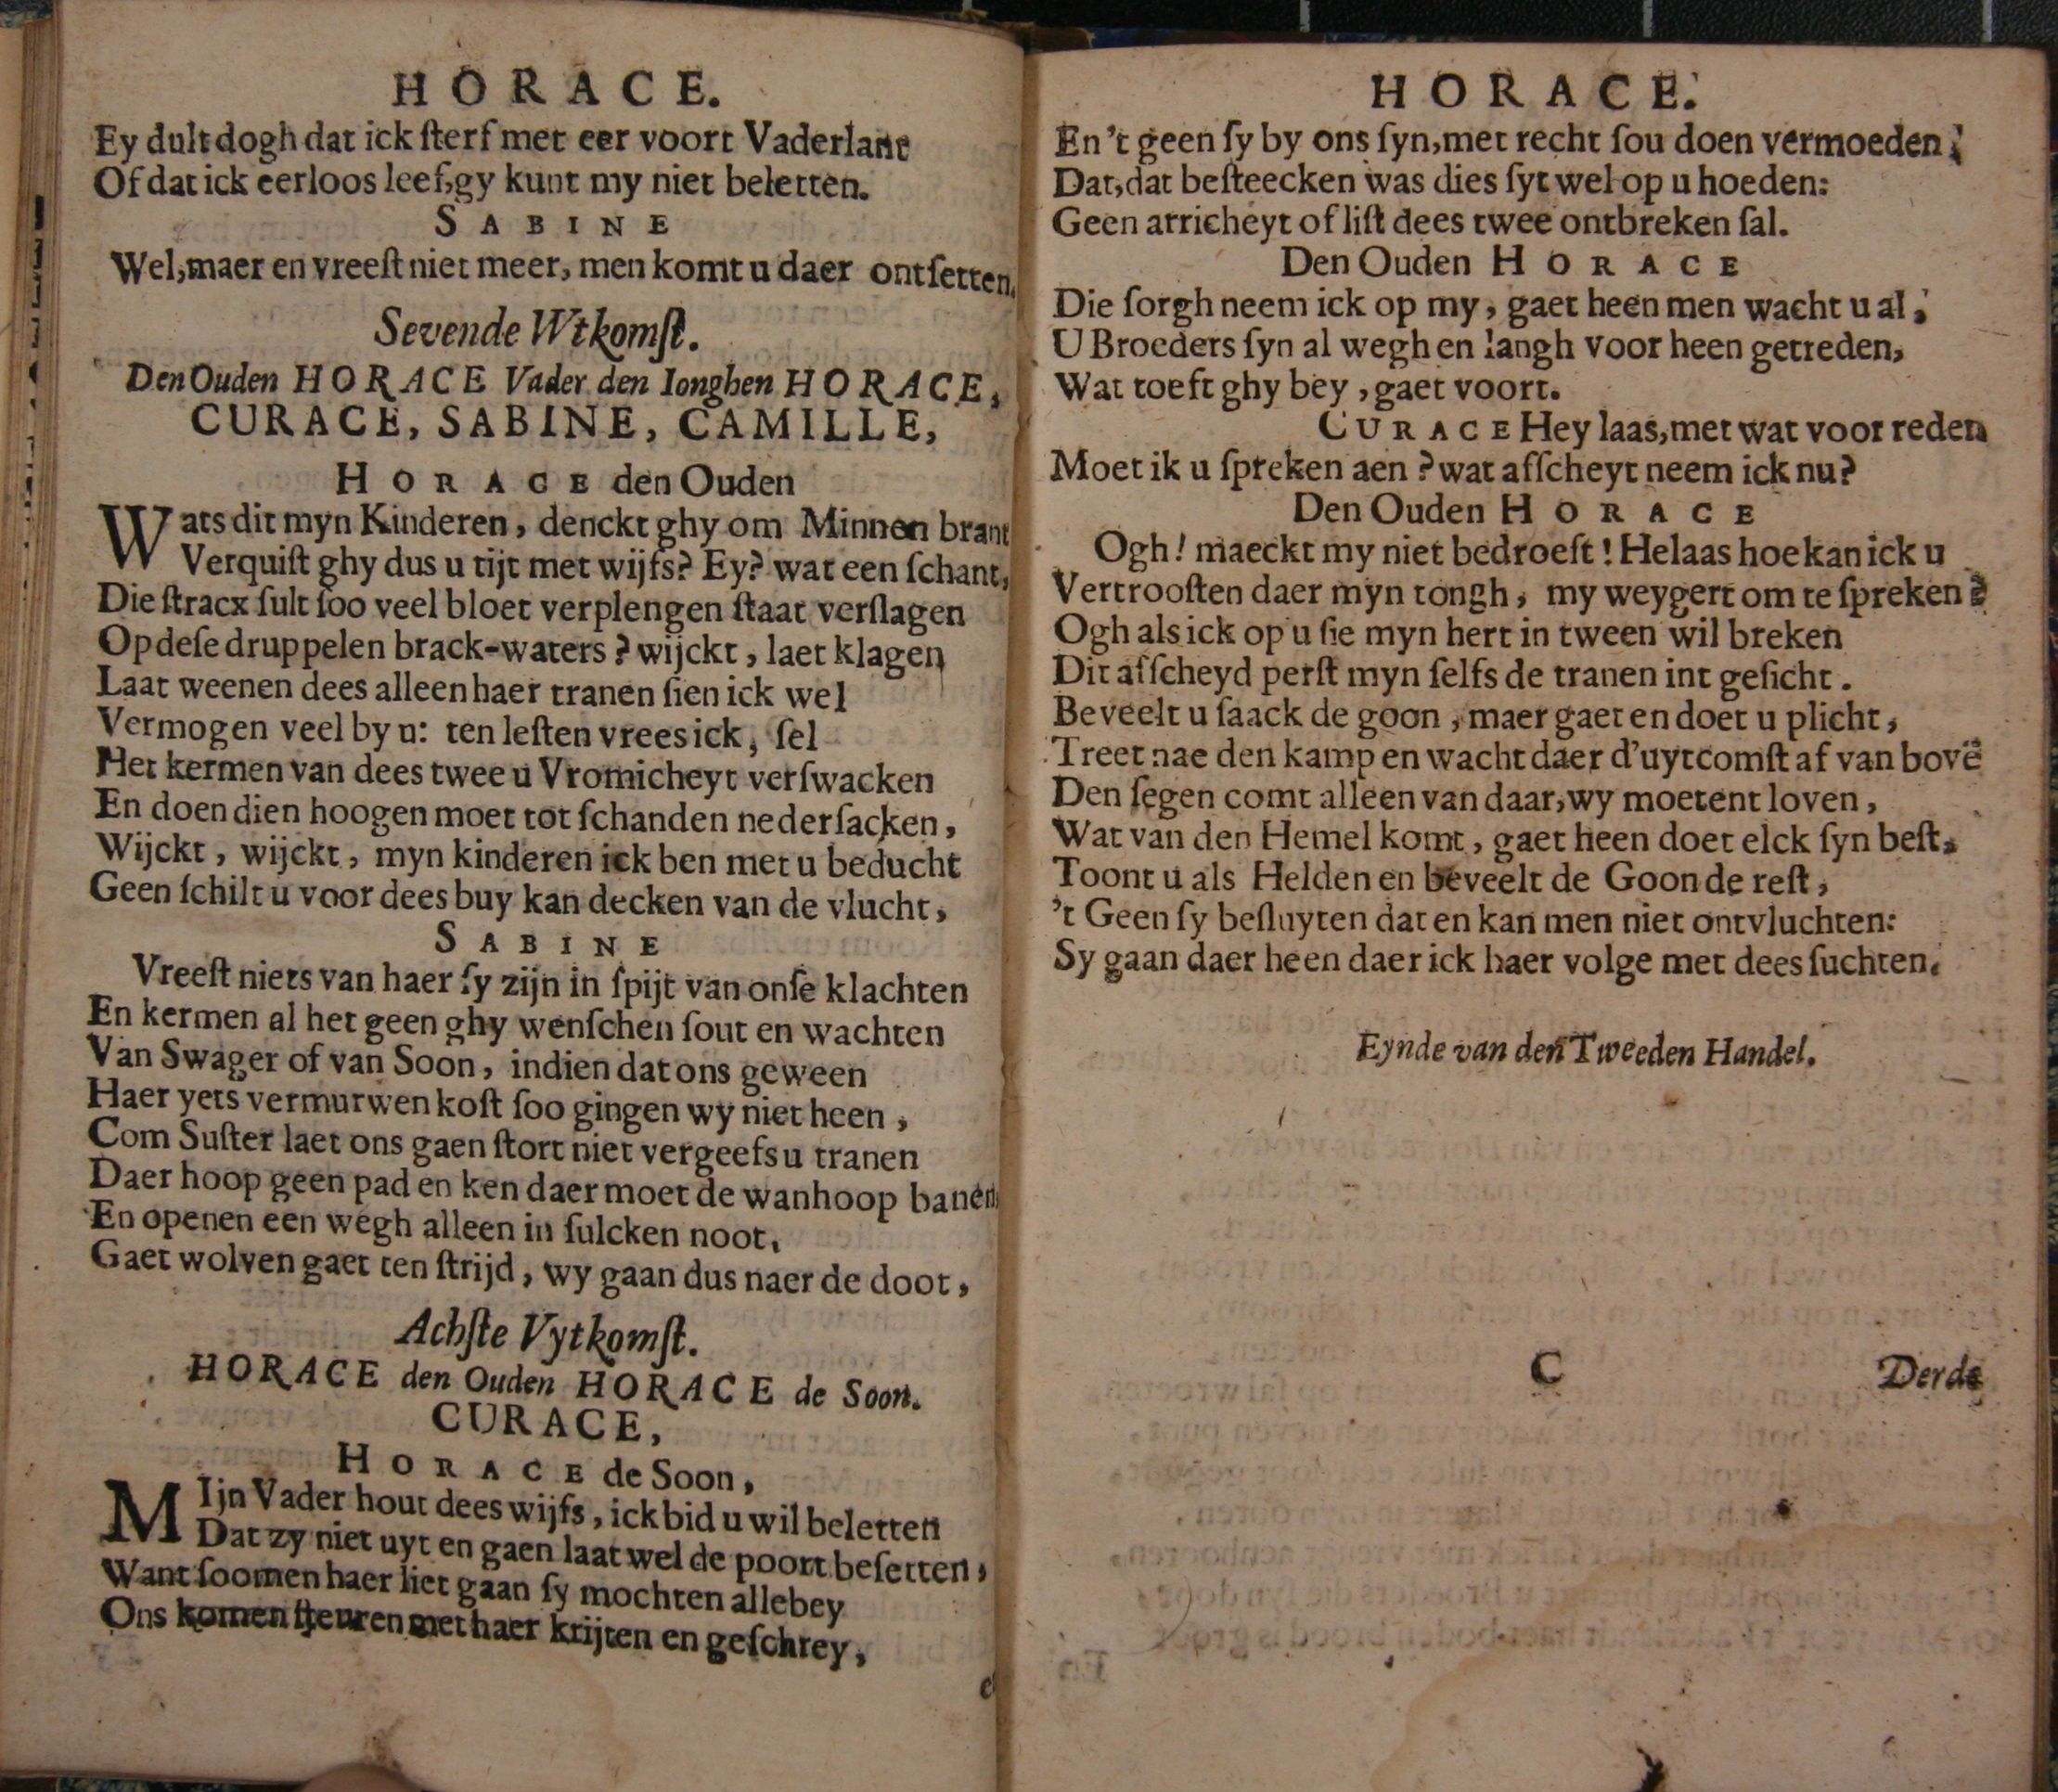 HORACE.
Ey dult dogh dat ick ſterf met eer voort Vaderlant
Of dat ick eerloos leef, gy kunt my niet beletten.
SABINE
Wel, maer en vreeſt niet meer, men komt u daer ontſetten.
Sevende Wtkomſt.
Den Ouden HORACE Vader den Ionghen HORACE,
CURACE, SABINE, CAMILLE,
HORACE den Ouden
Wats dit myn Kinderen, denckt ghy om Minnen brant
Verquiſt ghy dus u tijt met wijfs? Ey? wat een ſchant,
Die ſtracx ſult ſoo veel bloet verplengen ſtaat verſlagen
Op deſe druppelen brack-waters? wijckt, laet klagen
Laat weenen dees alleen haer tranen ſien ick wel
Vermogen veel by u: ten leſten vrees ick, ſel
Het kermen van dees twee u Vromicheyt verſwacken
En doen dien hoogen moet tot ſchanden nederſacken,
Wijckt, wijckt, myn kinderen ick ben met u beducht
Geen ſchilt u voor dees buy kan decken van de vlucht,
SABINE
Vreeſt niets van haer ſy zijn in ſpijt van onſe klachten
En kermen al het geen ghy wenſchen ſout en wachten
Van Swager of van Soon, indien dat ons geween
Haer yets vermurwen koſt ſoo gingen wy niet heen,
Com Suſter laet ons gaen ſtort niet vergeefs u tranen
Daer hoop geen pad en ken daer moet de wanhoop banen
En openen een wegh alleen in ſulcken noot,
Gaet wolven gaet ten ſtrijd, wy gaan dus naer de doot,
Achſte Vytkomſt.
HORACE den Ouden HORACE de Soon.
CURACE,
HORACE de Soon,
MIjn Vader hout dees wijfs, ick bid u wil beletten
Dat zy niet uyt en gaen laat wel de poort beſetten,
Want ſoomen haer liet gaan ſy mochten allebey
Ons komen ſteuren met haer krijten en geſchrey,
HORACE.
En 't geen ſy by ons ſyn, met recht ſou doen vermoeden,
Dat, dat beſteecken was dies ſyt wel op u hoeden:
Geen arricheyt of liſt dees twee ontbreken ſal.
Den Ouden HORACE
Die ſorgh neem ick op my, gaet heen men wacht u al,
U Broeders ſyn al wegh en langh voor heen getreden,
Wat toeft ghy bey, gaet voort.
CURACE Hey laas, met wat voor reden
Moet ik u ſpreken aen? wat afſcheyt neem ick nu?
Den Ouden HORACE
Ogh! maeckt my niet bedroeft! Helaas hoe kan ick u
Vertrooſten daer myn tongh, my weygert om te ſpreken?
Ogh als ick op u ſie myn hert in tween wil breken
Dit afſcheyd perſt myn ſelfs de tranen int geſicht.
Beveelt u ſaack de goon, maer gaet en doet u plicht,
Treet nae den kamp en wacht daer d'uytcomſt af van bovē
Den ſegen comt alleen van daar, wy moetent loven,
Wat van den Hemel komt, gaet heen doet elck ſyn beſt.
Toont u als Helden en beveelt de Goon de reſt,
't Geen ſy beſluyten dat en kan men niet ontvluchten:
Sy gaan daer heen daer ick haer volge met dees ſuchten.
Eynde van den Tweeden Handel.
C Derde